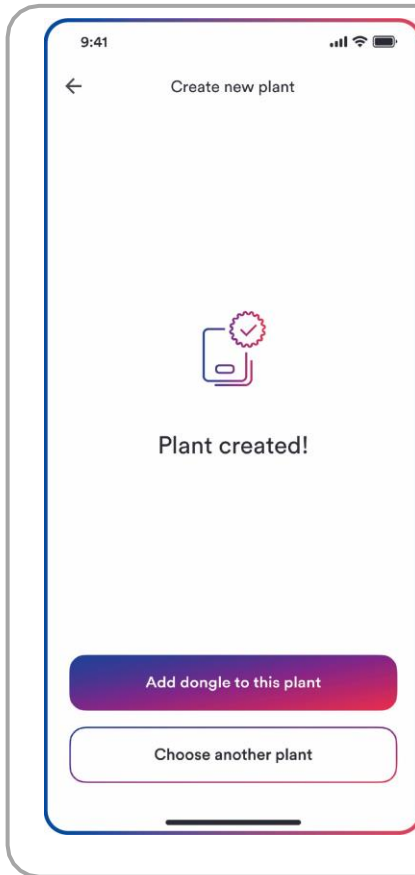 9:41
Create new plant
Plant created!
Add dongle to this plant
Choose another plant